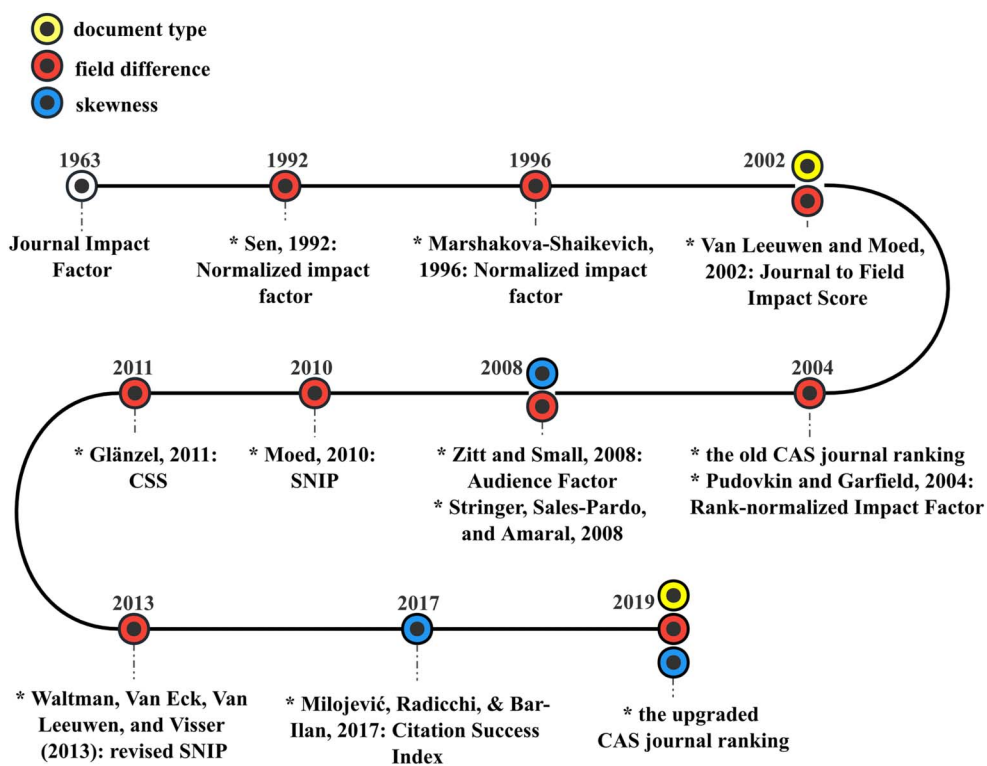 document type
field difference
skewness
1963
1992
1996
2002
Journal Impact
Factor
* Sen, 1992:
Normalized impact
factor
* Marshakova-Shaikevich,
1996: Normalized impact
factor
* Van Leeuwen and Moed,
2002: Journal to Field
Impact Score
2011
2010
2008
2004
* Glänzel, 2011:
CSS
* Moed, 2010:
SNIP
* Zitt and Small, 2008:
Audience Factor
* Stringer, Sales-Pardo,
and Amaral, 2008
* the old CAS journal ranking
* Pudovkin and Garfield, 2004:
Rank-normalized Impact Factor
2013
2017
2019
* Waltman, Van Eck, Van
Leeuwen, and Visser
(2013): revised SNIP
* Milojević, Radicchi, & Bar-
Ilan, 2017: Citation Success
Index
* the upgraded
CAS journal ranking